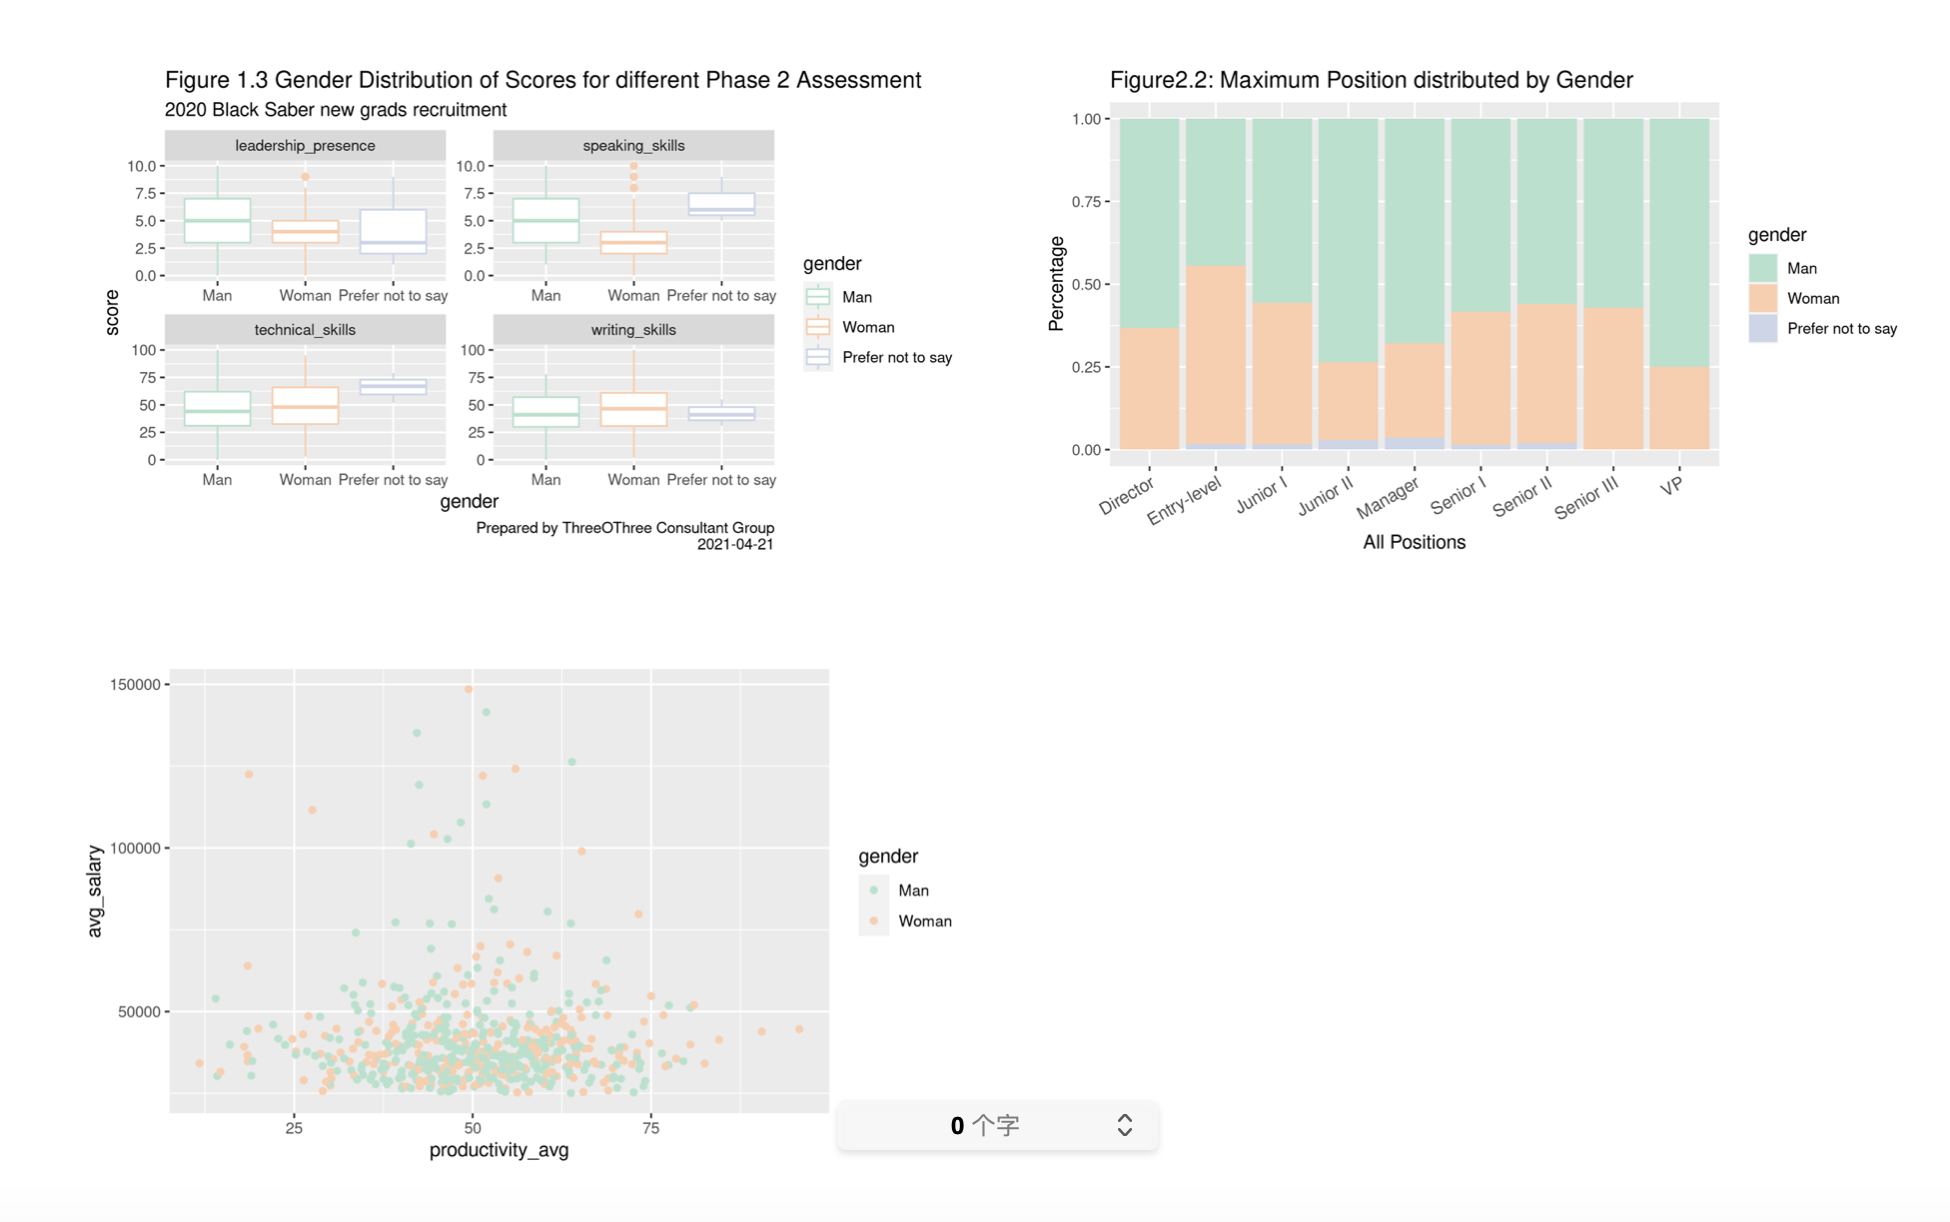 Figure 1.3 Gender Distribution of Scores for different Phase 2 Assessment
2020 Black Saber new grads recruitment
leadership_presence
speaking_skills
10.0
7.5
5.0
2.5
0.0
10.0
7.5
5.0
2.5
0.0
Man
Woman
Prefer not to say
Man
Woman
Prefer not to say
score
technical_skills
writing_skills
100
75
50
25
0
100
75
50
25
0
Man
Woman
Prefer not to say
Man
Woman
Prefer not to say
gender
Prepared by ThreeOThree Consultant Group
2021-04-21
gender
Man
Woman
Prefer not to say
Figure2.2: Maximum Position distributed by Gender
1.00
0.75
0.50
0.25
0.00
Percentage
Director
Entry-level
Junior I
Junior II
Manager
Senior I
Senior II
Senior III
VP
All Positions
gender
Man
Woman
Prefer not to say
150000
100000
50000
avg_salary
25
50
75
productivity_avg
gender
Man
Woman
0 个字